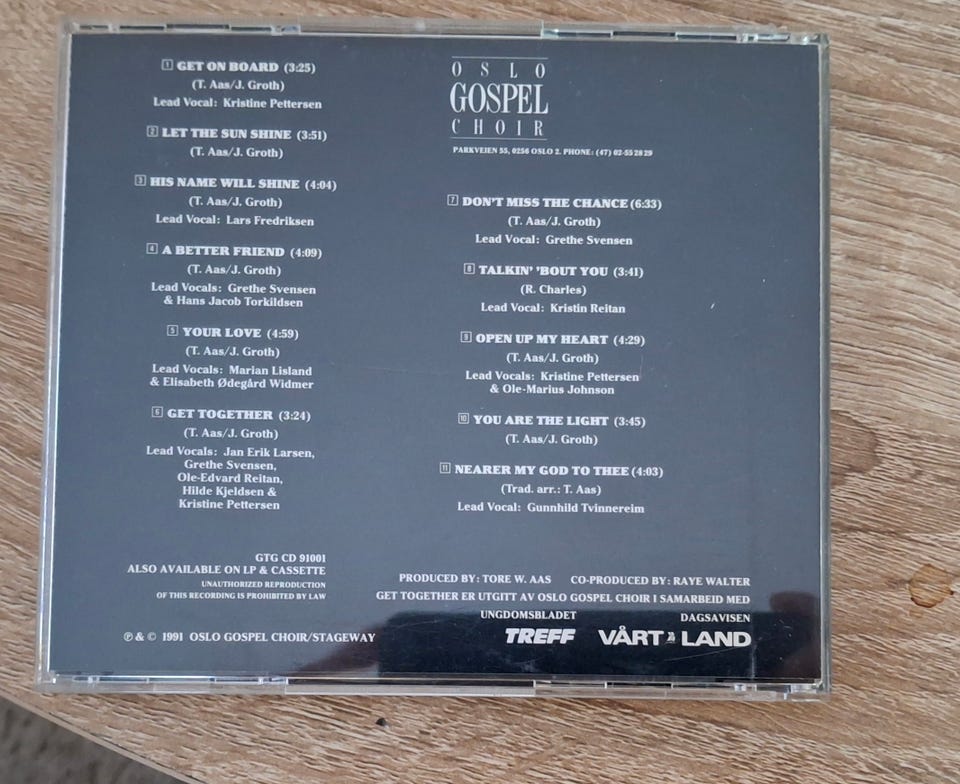 1 GET ON BOARD (3:25)
(T. Aas/J. Groth)
Lead Vocal: Kristine Pettersen
2 LET THE SUN SHINE (3:51)
(T. Aas/J. Groth)
3 HIS NAME WILL SHINE (4:04)
(T. Aas/J. Groth)
Lead Vocal: Lars Fredriksen
4 A BETTER FRIEND (4:09)
(T. Aas/J. Groth)
Lead Vocals: Grethe Svensen
& Hans Jacob Torkildsen
5 YOUR LOVE (4:59)
(T. Aas/J. Groth)
Lead Vocals: Marian Lisland
& Elisabeth Ødegård Widmer
6 GET TOGETHER (3:24)
(T. Aas/J. Groth)
Lead Vocals: Jan Erik Larsen,
Grethe Svensen,
Ole-Edvard Reitan,
Hilde Kjeldsen &
Kristine Pettersen
OSLO
GOSPEL
CHOIR
PARKVEIEN 55, 0256 OSLO 2. PHONE: (47) 02-55 28 29
7 DON'T MISS THE CHANCE (6:33)
(T. Aas/J. Groth)
Lead Vocal: Grethe Svensen
8 TALKIN' 'BOUT YOU (3:41)
(R. Charles)
Lead Vocal: Kristin Reitan
9 OPEN UP MY HEART (4:29)
(T. Aas/J. Groth)
Lead Vocals: Kristine Pettersen
& Ole-Marius Johnson
10 YOU ARE THE LIGHT (3:45)
(T. Aas/J. Groth)
11 NEARER MY GOD TO THEE (4:03)
(Trad. arr.: T. Aas)
Lead Vocal: Gunnhild Tvinnereim
GTG CD 91001
ALSO AVAILABLE ON LP & CASSETTE
UNAUTHORIZED REPRODUCTION
OF THIS RECORDING IS PROHIBITED BY LAW
℗ & © 1991 OSLO GOSPEL CHOIR/STAGEWAY
PRODUCED BY: TORE W. AAS CO-PRODUCED BY: RAYE WALTER
GET TOGETHER ER UTGITT AV OSLO GOSPEL CHOIR I SAMARBEID MED
UNGDOMSBLADET DAGSAVISEN
TREFF VÅRT LAND